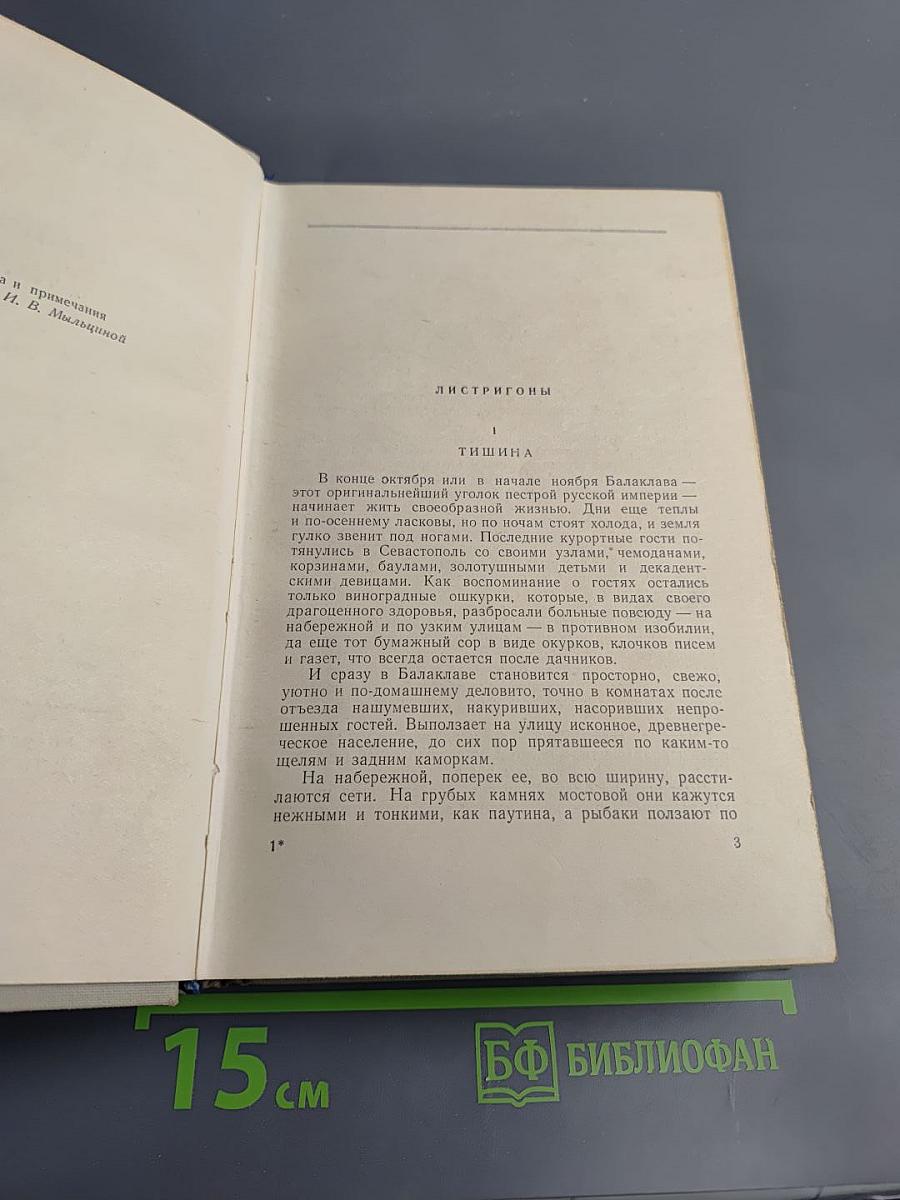 а и примечания
И. В. Мыльциной
ЛИСТРИГОНЫ
I
ТИШИНА
В конце октября или в начале ноября Балаклава —
этот оригинальнейший уголок пестрой русской империи —
начинает жить своеобразной жизнью. Дни еще теплы
и по-осеннему ласковы, но по ночам стоят холода, и земля
гулко звенит под ногами. Последние курортные гости по-
тянулись в Севастополь со своими узлами, чемоданами,
корзинами, баулами, золотушными детьми и декадент-
скими девицами. Как воспоминание о гостях остались
только виноградные ошкурки, которые, в видах своего
драгоценного здоровья, разбросали больные повсюду — на
набережной и по узким улицам — в противном изобилии,
да еще тот бумажный сор в виде окурков, клочков писем
и газет, что всегда остается после дачников.
И сразу в Балаклаве становится просторно, свежо,
уютно и по-домашнему деловито, точно в комнатах после
отъезда нашумевших, накуривших, насоривших непро-
шенных гостей. Выползает на улицу исконное, древнегре-
ческое население, до сих пор прятавшееся по каким-то
щелям и задним каморкам.
На набережной, поперек ее, во всю ширину, расстин-
лаются сети. На грубых камнях мостовой они кажутся
нежными и тонкими, как паутина, а рыбаки ползают по
1*
3
15 см
БФ БИБЛИОФАН